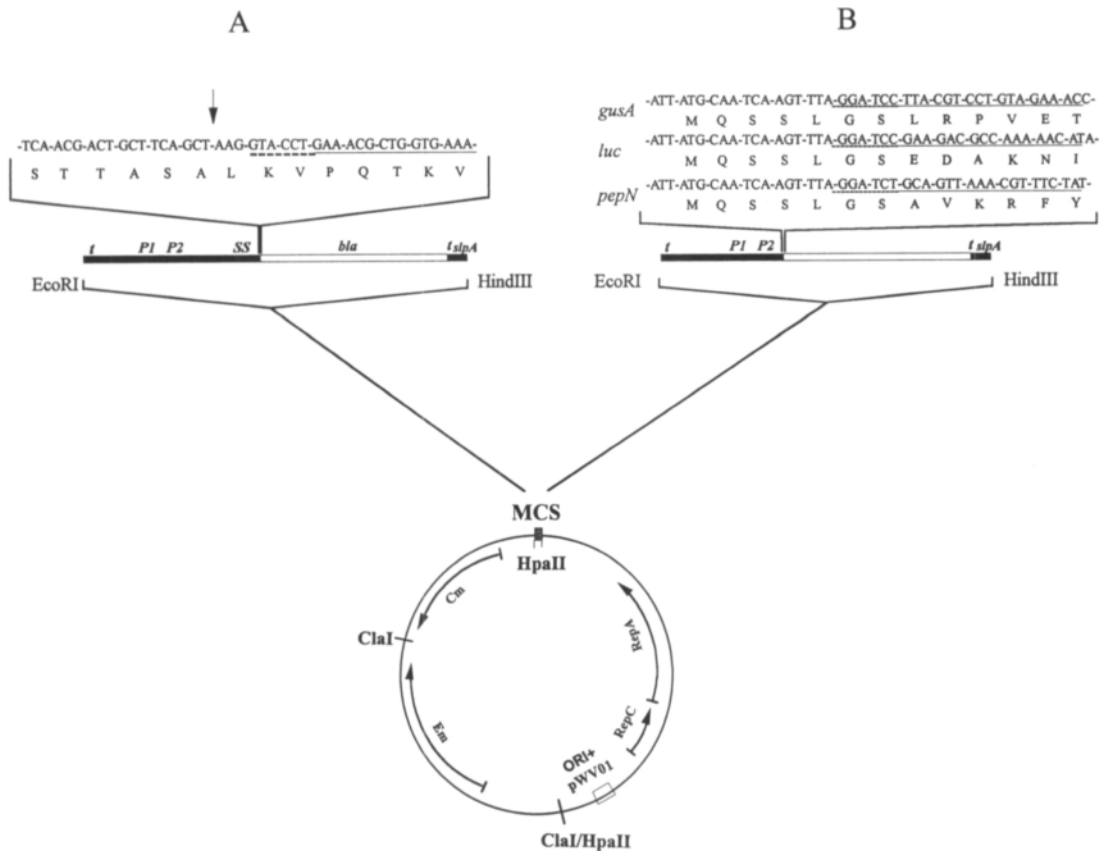 A
-TCA-ACG-ACT-GCT-TCA-GCT-AAG-GTA-CCT-GAA-ACG-CTG-GTG-AAA-
S T T A S A L K V P Q T K V
t P1 P2 SS bla t slpA
EcoRI HindIII
B
gusA -ATT-ATG-CAA-TCA-AGT-TTA-GGA-TCC-TTA-CGT-CCT-GTA-GAA-ACC-
M Q S S L G S L R P V E T
luc -ATT-ATG-CAA-TCA-AGT-TTA-GGA-TCC-GAA-GAC-GCC-AAA-AAC-ATA-
M Q S S L G S E D A K N I
pepN -ATT-ATG-CAA-TCA-AGT-TTA-GGA-TCT-GCA-GTT-AAA-CGT-TTC-TAT-
M Q S S L G S A V K R F Y
t P1 P2 t slpA
EcoRI HindIII
MCS
HpaII
Cm
RepA
ClaI
Em
RepC
ORI+
pWV01
ClaI/HpaII